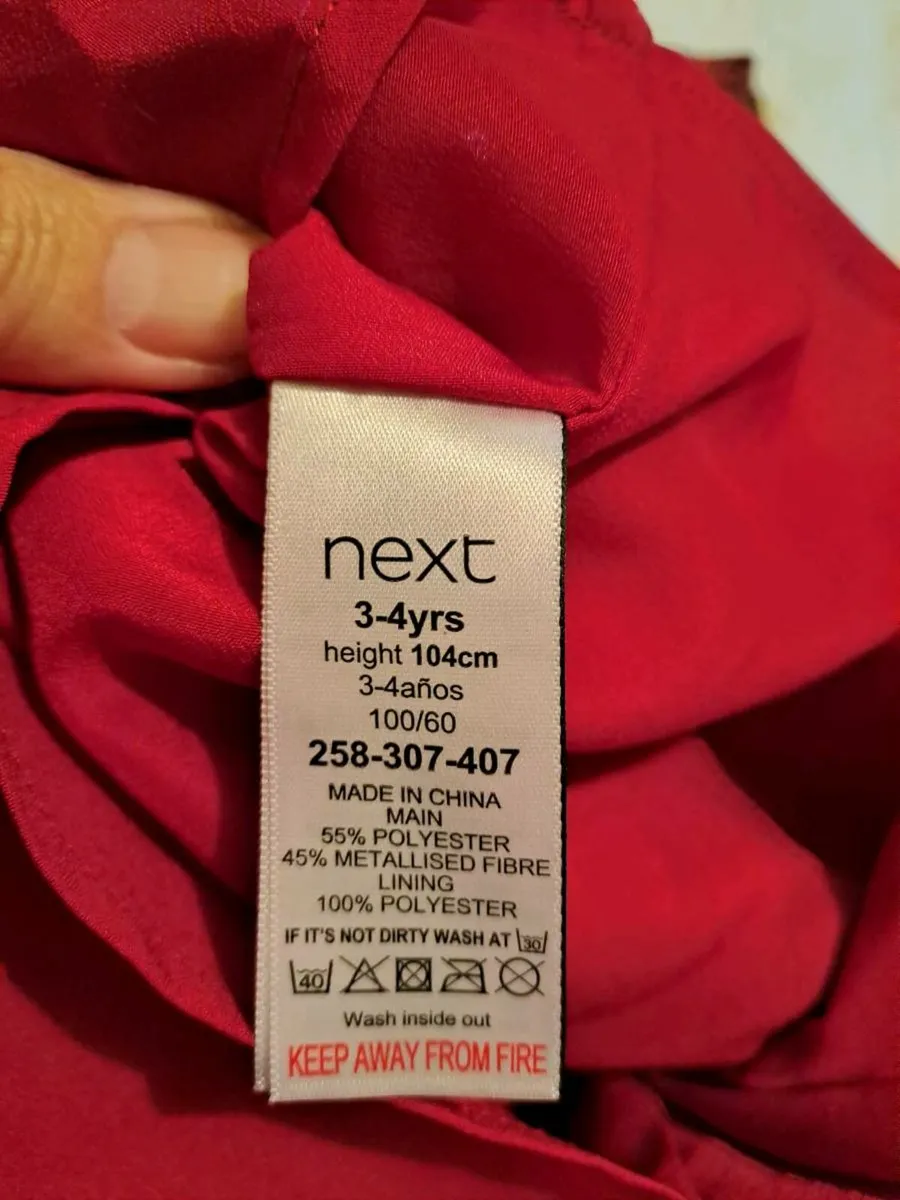 next
3-4yrs
height 104cm
3-4años
100/60
258-307-407
MADE IN CHINA
MAIN
55% POLYESTER
45% METALLISED FIBRE
LINING
100% POLYESTER
IF IT'S NOT DIRTY WASH AT 30
40
Wash inside out
KEEP AWAY FROM FIRE